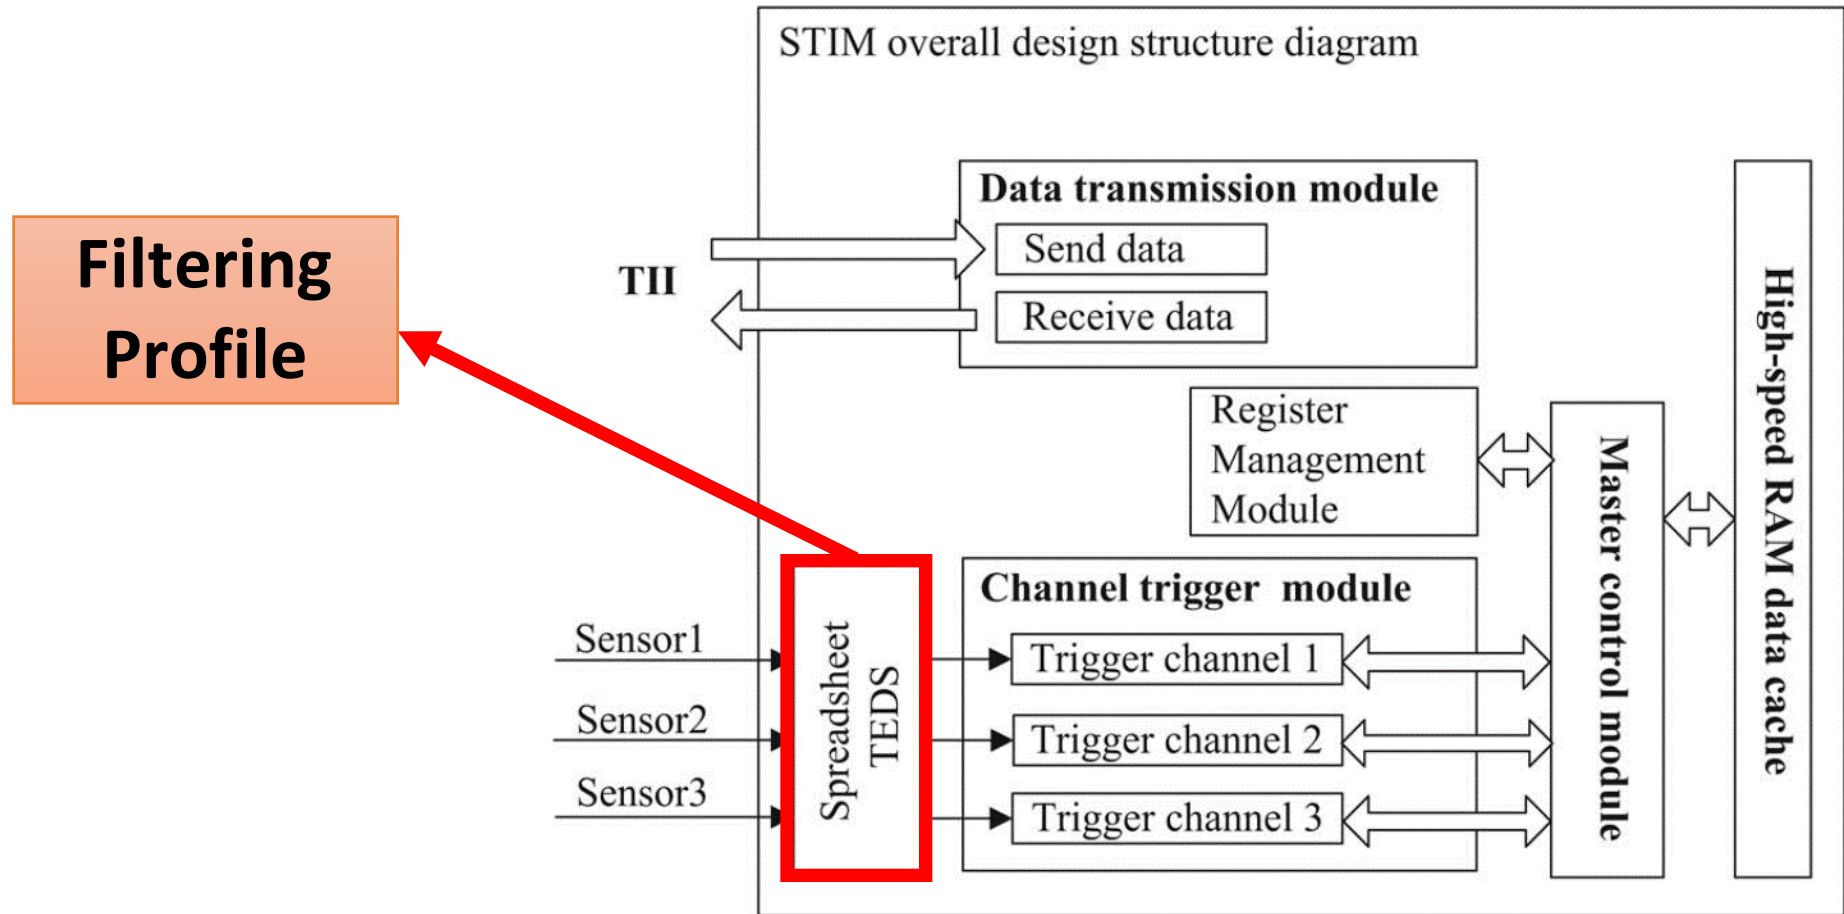 STIM overall design structure diagram
Filtering
Profile
TII
Data transmission module
Send data
Receive data
Register
Management
Module
Master control module
High-speed RAM data cache
Sensor1
Sensor2
Sensor3
Spreadsheet
TEDS
Channel trigger module
Trigger channel 1
Trigger channel 2
Trigger channel 3